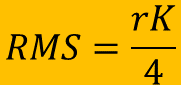 RMS = rK/4